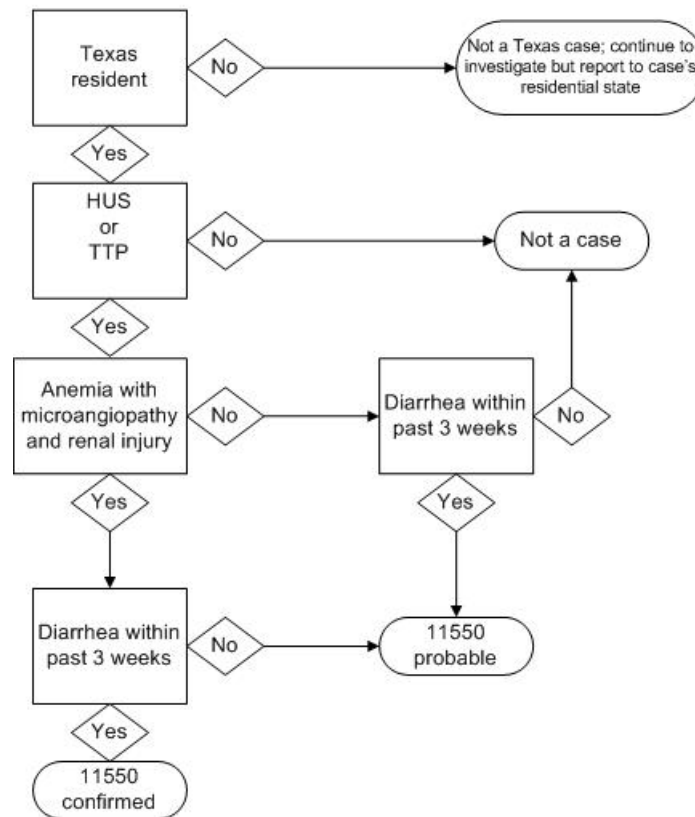 Texas
resident
No
Not a Texas case; continue to
investigate but report to case's
residential state
Yes
HUS
or
TTP
No
Not a case
Yes
Anemia with
microangiopathy
and renal injury
No
Diarrhea within
past 3 weeks
No
Yes
Yes
Diarrhea within
past 3 weeks
No
11550
probable
Yes
11550
confirmed